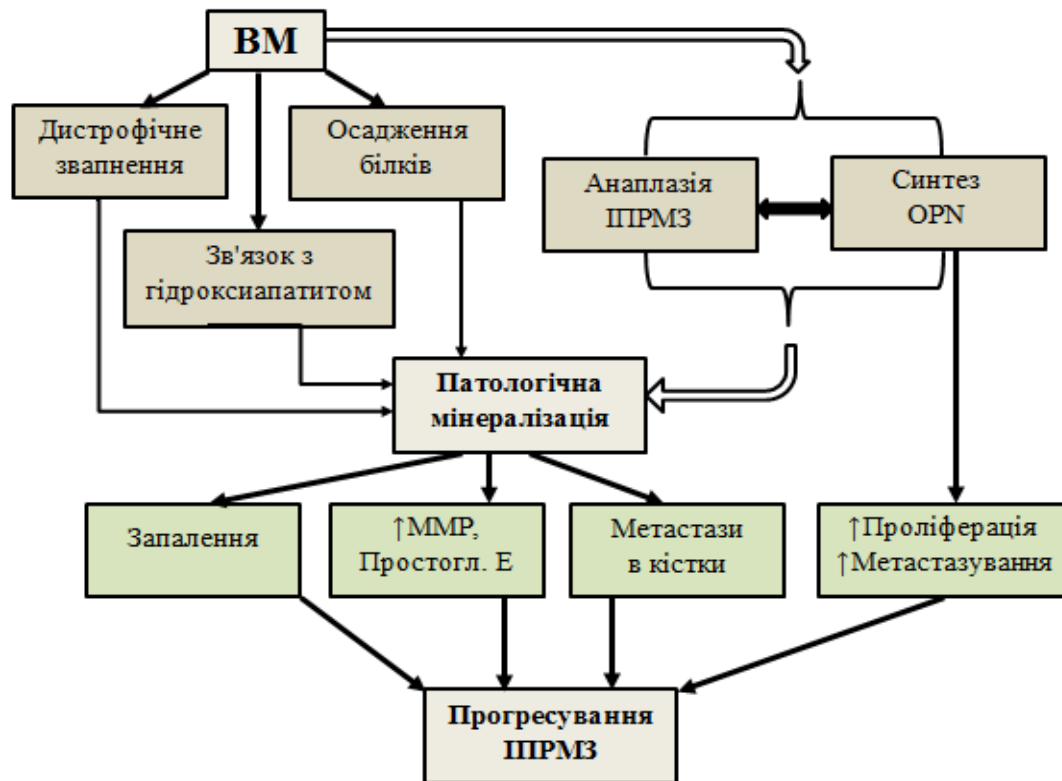 ВМ
Дистрофічне
звапнення
Осадження
білків
Зв'язок з
гідроксиапатитом
Анаплазія
ІПРМЗ
Синтез
OPN
Патологічна
мінералізація
Запалення
↑ММР,
Простогл. Е
Метастази
в кістки
↑Проліферація
↑Метастазування
Прогресування
ІПРМЗ